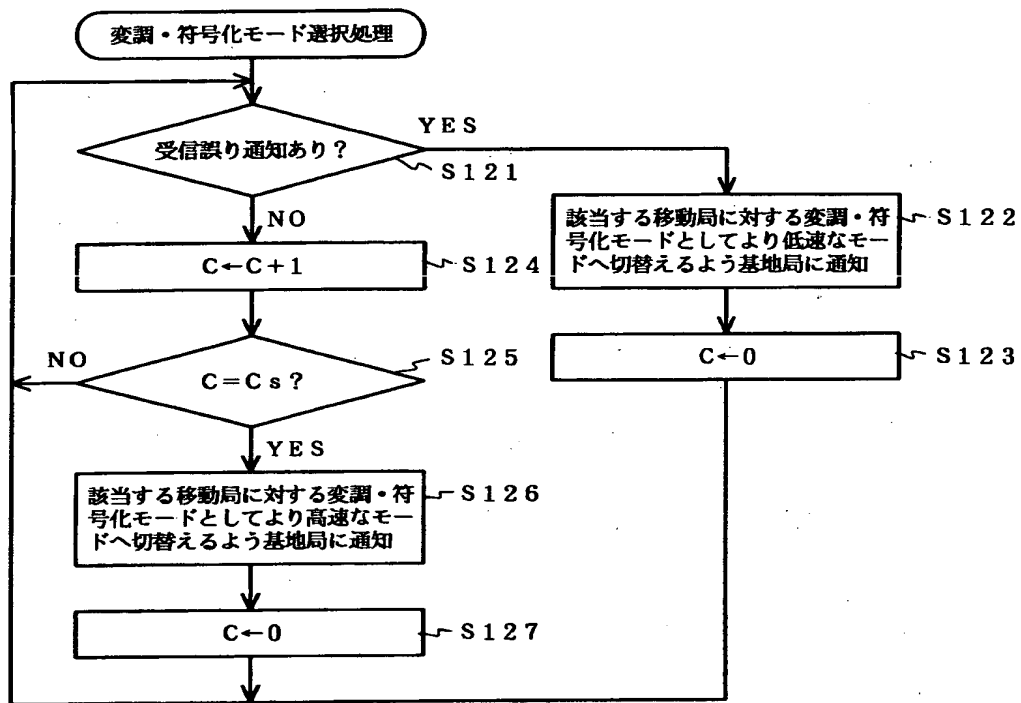 変調・符号化モード選択処理
受信誤り通知あり?
YES
S121
NO
該当する移動局に対する変調・符
号化モードとしてより低速なモー
ドへ切替えるよう基地局に通知
S122
C←C+1
S124
C←0
S123
C=Cs?
S125
NO
YES
該当する移動局に対する変調・符
号化モードとしてより高速なモー
ドへ切替えるよう基地局に通知
S126
C←0
S127